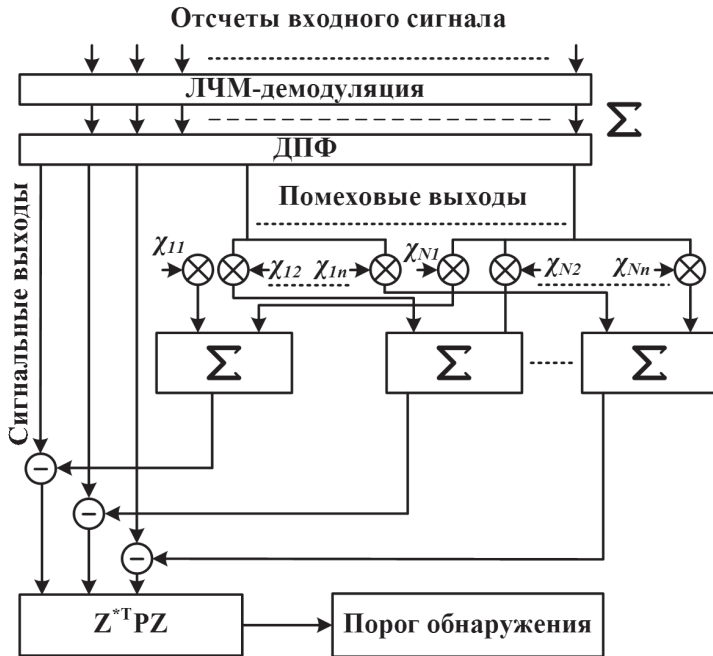 Отсчеты входного сигнала
ЛЧМ-демодуляция
Σ
ДПФ
Сигнальные выходы
Помеховые выходы
χ11
χ12
χ1n
χN1
χN2
χNn
Σ
Σ
Σ
Z*TPZ
Порог обнаружения